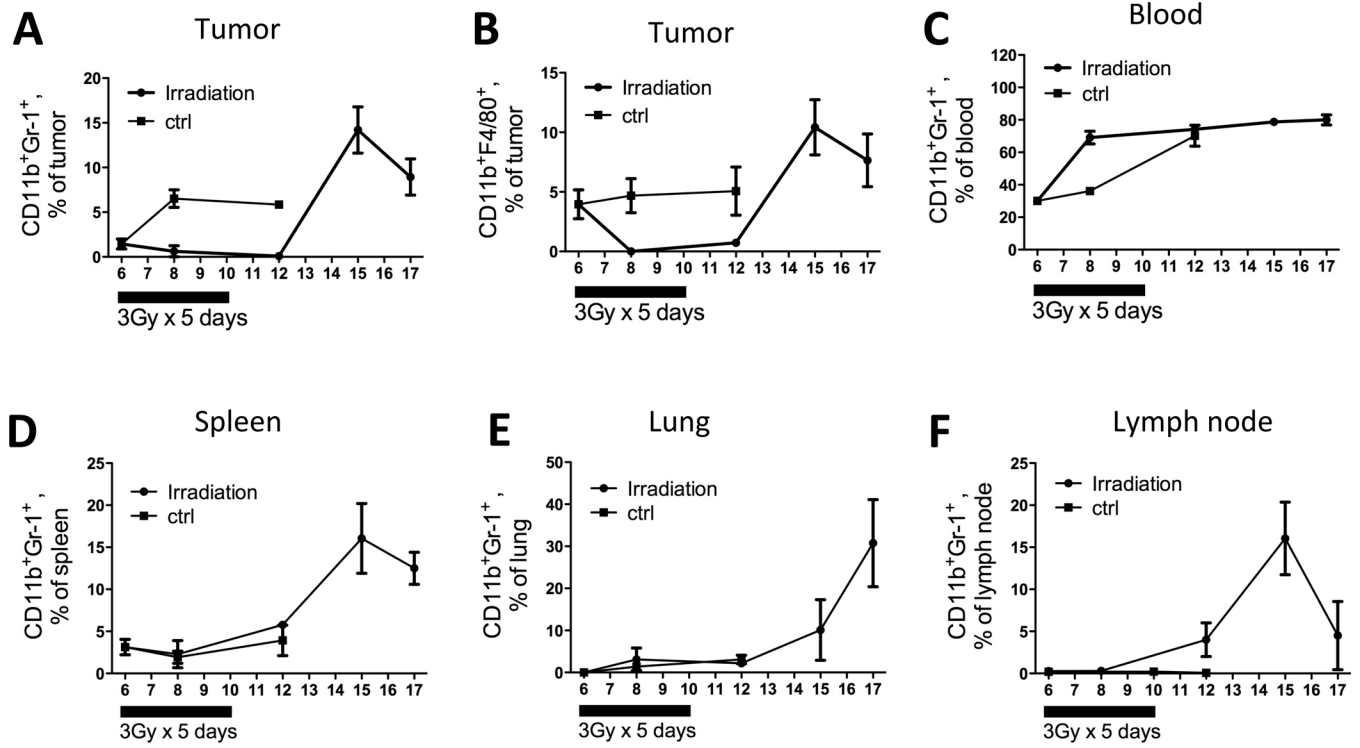 A
Tumor
CD11b⁺Gr-1⁺,
% of tumor
20
15
10
5
0
Irradiation
ctrl
6 7 8 9 10 11 12 13 14 15 16 17
3Gy x 5 days
B
Tumor
CD11b⁺F4/80⁺,
% of tumor
15
10
5
0
Irradiation
ctrl
6 7 8 9 10 11 12 13 14 15 16 17
3Gy x 5 days
C
Blood
CD11b⁺Gr-1⁺,
% of blood
120
100
80
60
40
20
0
Irradiation
ctrl
6 7 8 9 10 11 12 13 14 15 16 17
3Gy x 5 days
D
Spleen
CD11b⁺Gr-1⁺,
% of spleen
25
20
15
10
5
0
Irradiation
ctrl
6 7 8 9 10 11 12 13 14 15 16 17
3Gy x 5 days
E
Lung
CD11b⁺Gr-1⁺,
% of lung
50
40
30
20
10
0
Irradiation
ctrl
6 7 8 9 10 11 12 13 14 15 16 17
3Gy x 5 days
F
Lymph node
CD11b⁺Gr-1⁺,
% of lymph node
25
20
15
10
5
0
Irradiation
ctrl
6 7 8 9 10 11 12 13 14 15 16 17
3Gy x 5 days